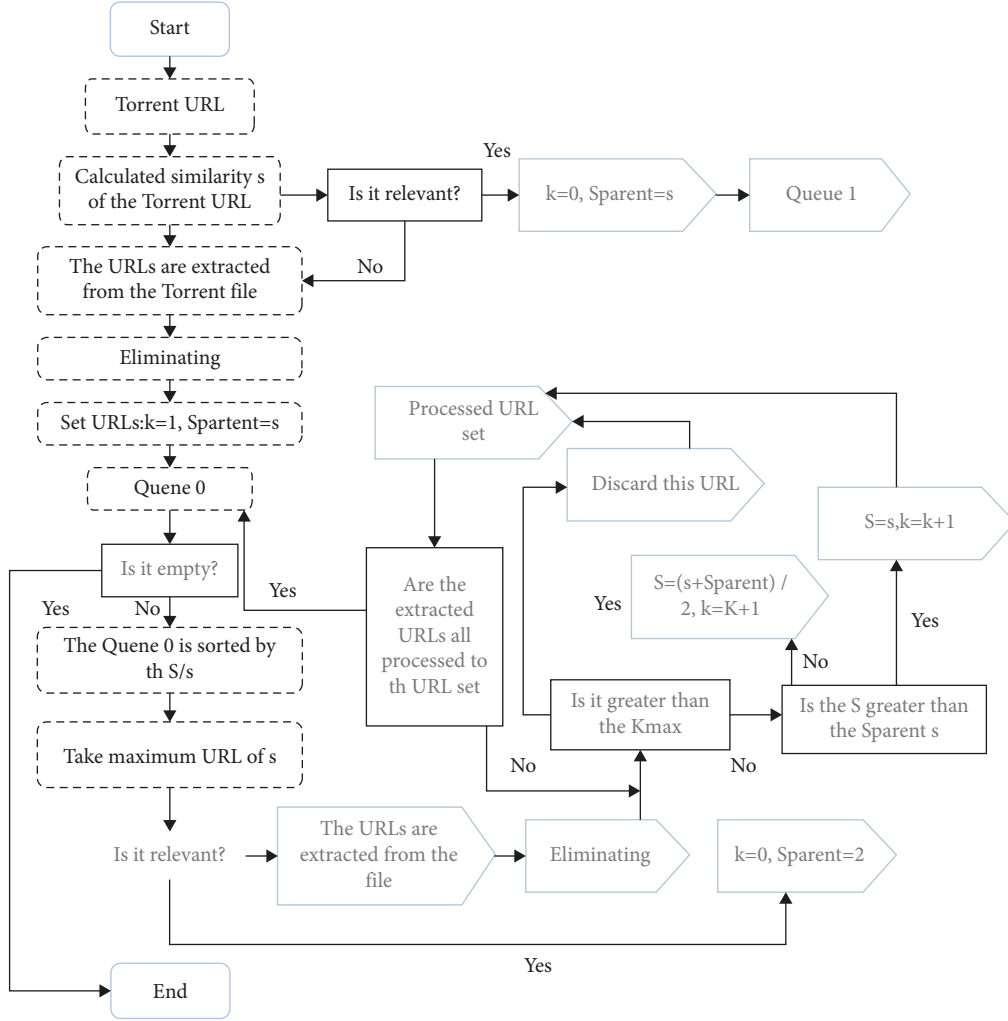 Start
Torrent URL
Calculated similarity s
of the Torrent URL
Is it relevant?
Yes
k=0, Sparent=s
Queue 1
No
The URLs are extracted
from the Torrent file
Eliminating
Set URLs:k=1, Spartent=s
Quene 0
Is it empty?
Yes
No
The Quene 0 is sorted by
th S/s
Take maximum URL of s
Is it relevant?
The URLs are
extracted from the
file
Eliminating
k=0, Sparent=2
Yes
End
Processed URL
set
Discard this URL
S=s,k=k+1
Are the
extracted
URLs all
processed to
th URL set
Yes
No
Yes
S=(s+Sparent) /
2, k=K+1
Yes
No
Is it greater than
the Kmax
No
Is the S greater than
the Sparent s